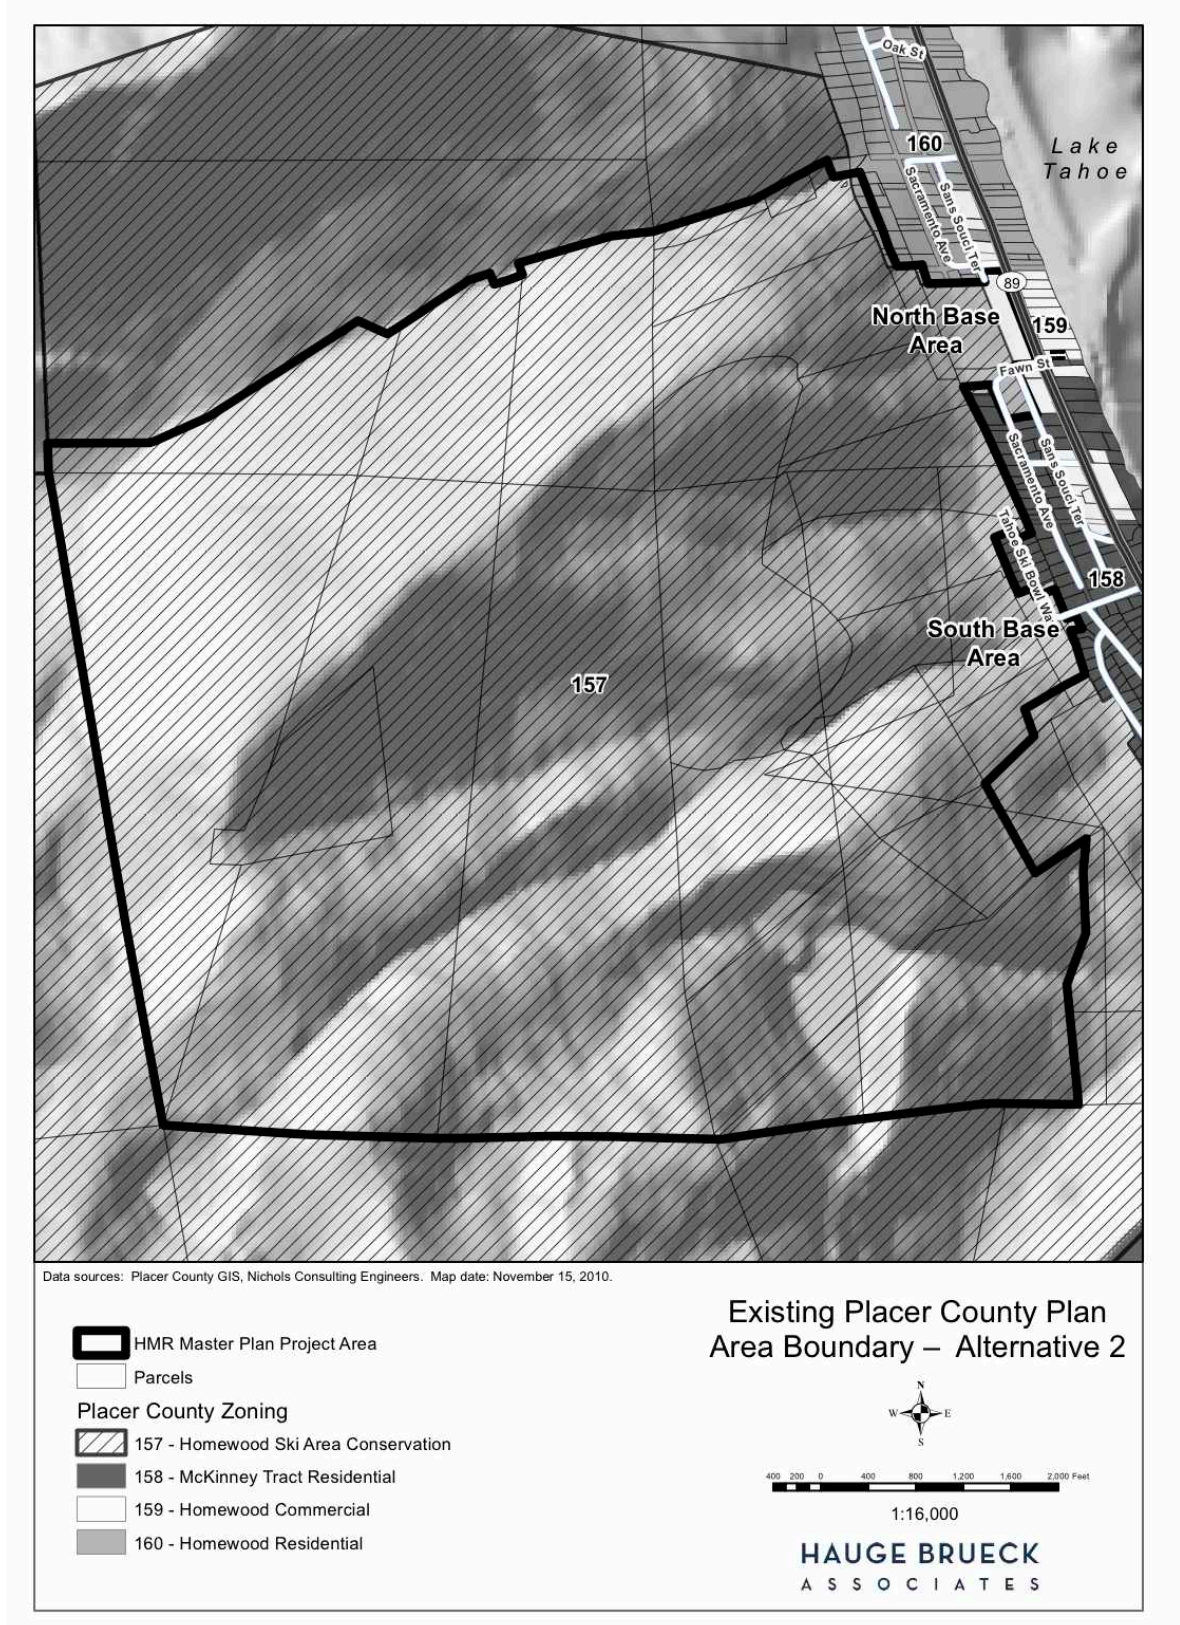 Oak St
160
Lake
Tahoe
Sacramento Ave
Sans Souci Ter
89
North Base
Area
159
Fawn St
Sacramento Ave
Sans Souci Ter
Tahoe Ski Bowl Wa
158
South Base
Area
157
Data sources: Placer County GIS, Nichols Consulting Engineers. Map date: November 15, 2010.
Existing Placer County Plan
Area Boundary – Alternative 2
HMR Master Plan Project Area
Parcels
Placer County Zoning
157 - Homewood Ski Area Conservation
158 - McKinney Tract Residential
159 - Homewood Commercial
160 - Homewood Residential
N
W E
S
400 200 0 400 800 1,200 1,600 2,000 Feet
1:16,000
HAUGE BRUECK
ASSOCIATES